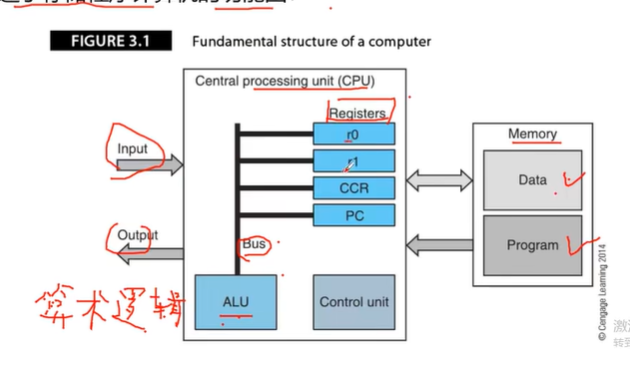 FIGURE 3.1 Fundamental structure of a computer
Central processing unit (CPU)
Registers
r0
Memory
Input
r1
Data
CCR
PC
Output
Bus
Program
算术逻辑
ALU
Control unit
© Cengage Learning 2014